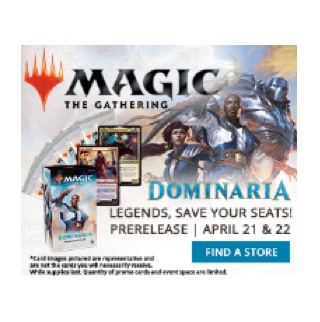 MAGIC
THE GATHERING
MAGIC
DOMINARIA
DOMINARIA
LEGENDS, SAVE YOUR SEATS!
PRERELEASE | APRIL 21 & 22
FIND A STORE
*Card images pictured are representative and
are not the cards you will necessarily receive.
While supplies last. Quantity of promo cards and event space are limited.